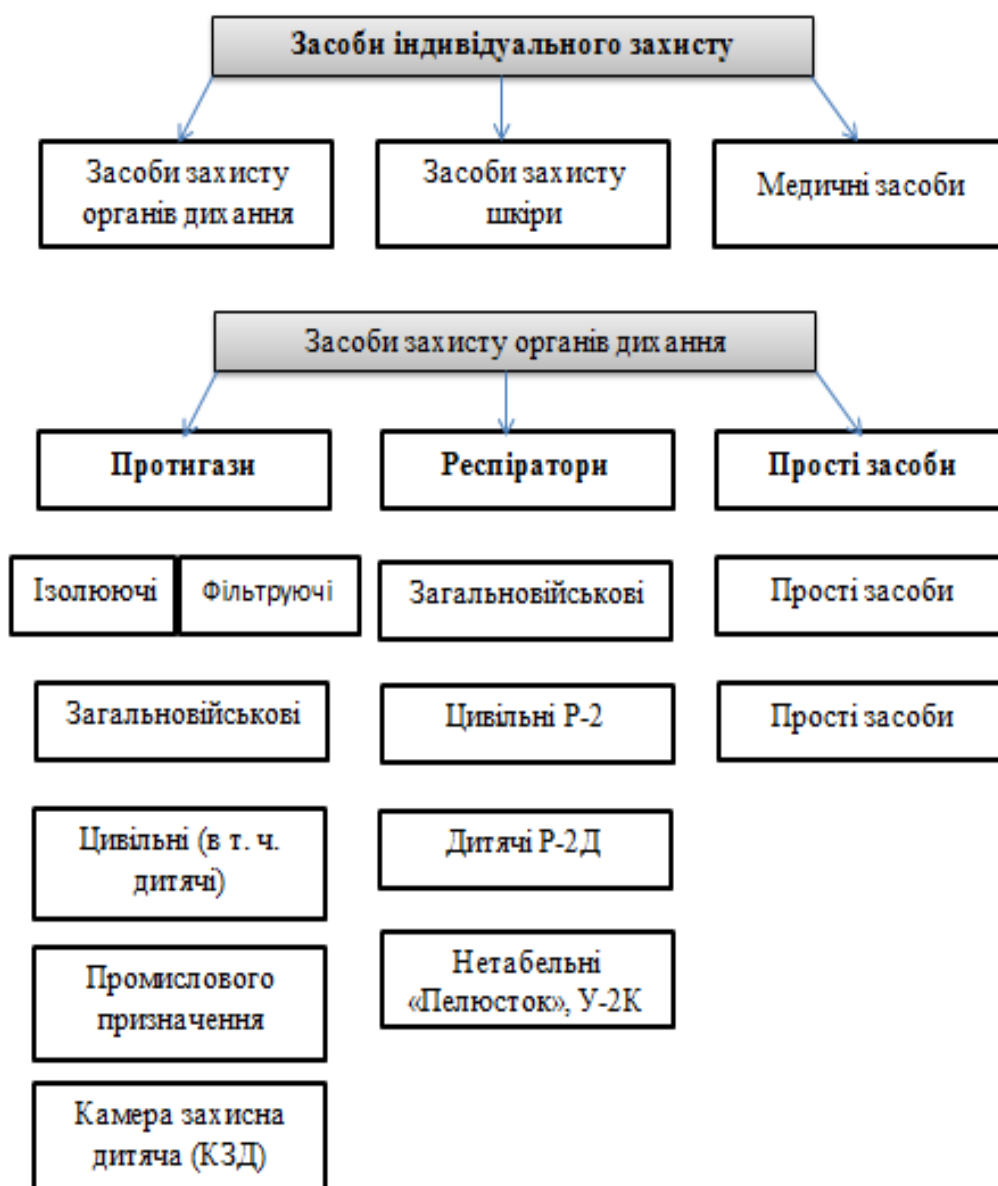 Засоби індивідуального захисту
Засоби захисту
органів дихання
Засоби захисту
шкіри
Медичні засоби
Засоби захисту органів дихання
Протигази
Респіратори
Прості засоби
Ізолюючі
Фільтруючі
Загальновійськові
Прості засоби
Загальновійськові
Цивільні Р-2
Прості засоби
Цивільні (в т. ч.
дитячі)
Дитячі Р-2Д
Промислового
призначення
Нетабельні
«Пелюсток», У-2К
Камера захисна
дитяча (КЗД)